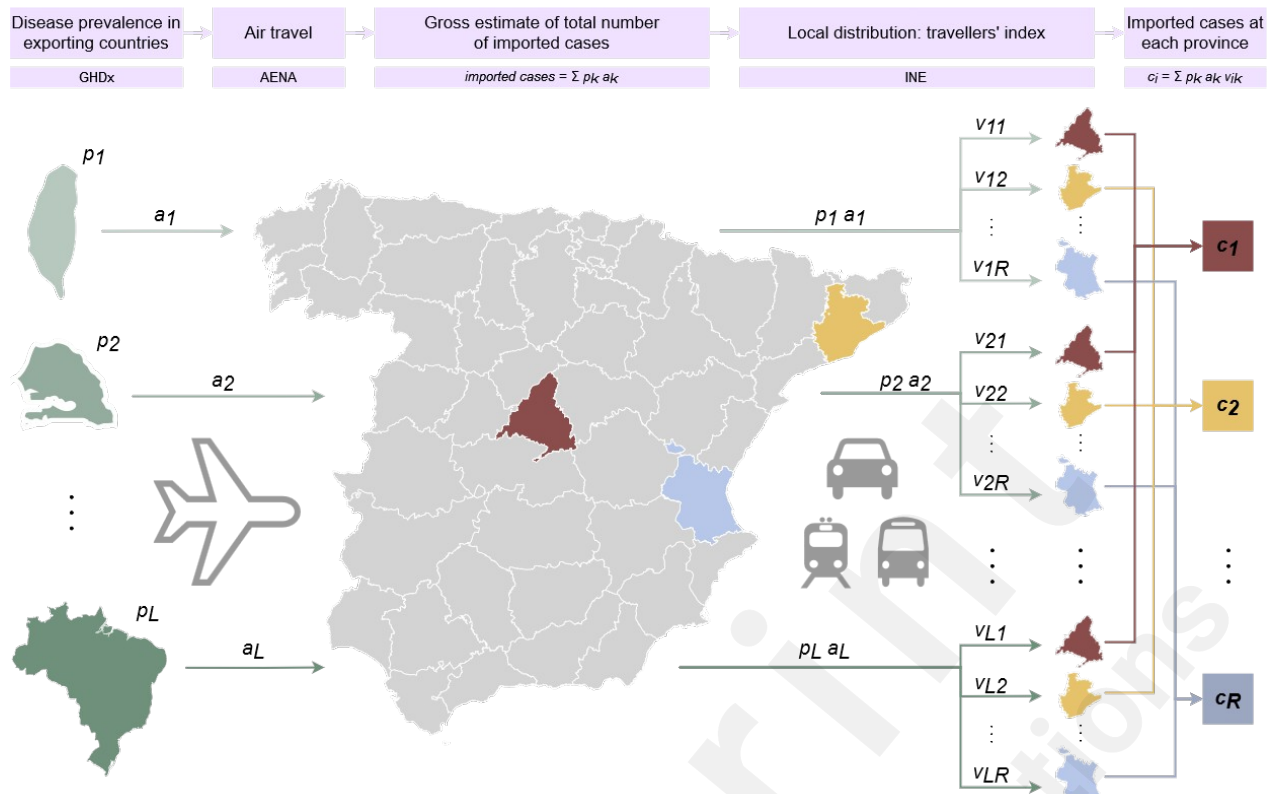 Disease prevalence in
exporting countries
Air travel
Gross estimate of total number
of imported cases
Local distribution: travellers' index
Imported cases at
each province
GHDx
AENA
imported cases = Σ pk ak
INE
ci = Σ pk ak vik
p1
a1
p1 a1
v11
v12
⋮
v1R
c1
p2
a2
p2 a2
v21
v22
⋮
v2R
c2
pL
aL
pL aL
vL1
vL2
⋮
vLR
cR
rint
tions